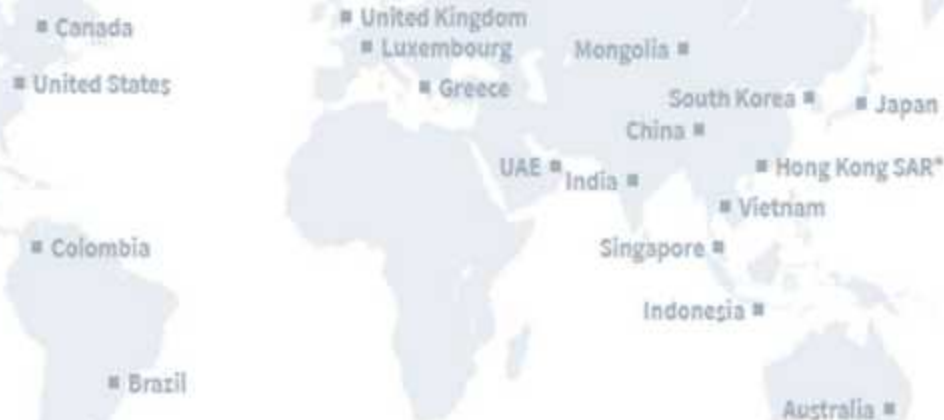 United Kingdom
Canada
Luxembourg
Mongolia
United States
Greece
South Korea
Japan
China
UAE
India
Hong Kong SAR*
Vietnam
Colombia
Singapore
Indonesia
Brazil
Australia